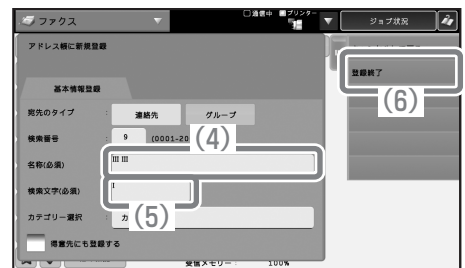 ファクス
通信中 プリンター
ジョブ状況
アドレス帳に新規登録
登録終了
(6)
基本情報登録
宛先のタイプ : 連絡先 グループ
検索番号 : 9 (0001-20
(4)
名称(必須) III III
検索文字(必須) I
(5)
カテゴリー選択 : カ
得意先にも登録する
受信メモリー: 100%